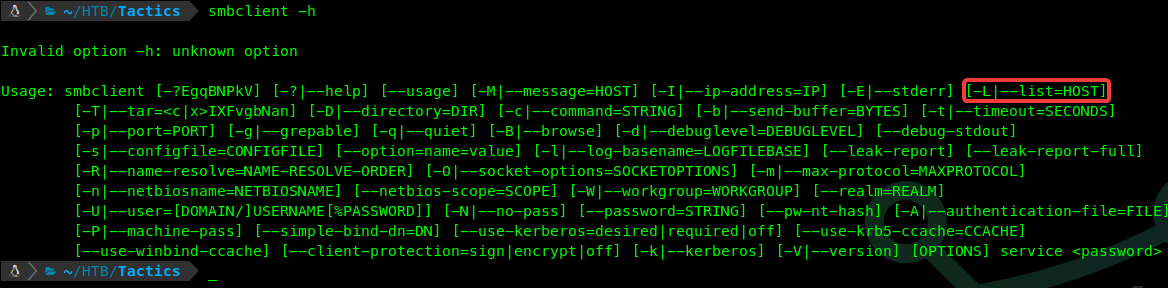 ~/HTB/Tactics smbclient -h
Invalid option -h: unknown option
Usage: smbclient [-?EgqBNPkV] [-?|--help] [--usage] [-M|--message=HOST] [-I|--ip-address=IP] [-E|--stderr] [-L|--list=HOST]
[-T|--tar=<c|x>IXFvgbNan] [-D|--directory=DIR] [-c|--command=STRING] [-b|--send-buffer=BYTES] [-t|--timeout=SECONDS]
[-p|--port=PORT] [-g|--grepable] [-q|--quiet] [-B|--browse] [-d|--debuglevel=DEBUGLEVEL] [--debug-stdout]
[-s|--configfile=CONFIGFILE] [--option=name=value] [-l|--log-basename=LOGFILEBASE] [--leak-report] [--leak-report-full]
[-R|--name-resolve=NAME-RESOLVE-ORDER] [-O|--socket-options=SOCKETOPTIONS] [-m|--max-protocol=MAXPROTOCOL]
[-n|--netbiosname=NETBIOSNAME] [--netbios-scope=SCOPE] [-W|--workgroup=WORKGROUP] [--realm=REALM]
[-U|--user=[DOMAIN/]USERNAME[%PASSWORD]] [-N|--no-pass] [--password=STRING] [--pw-nt-hash] [-A|--authentication-file=FILE]
[-P|--machine-pass] [--simple-bind-dn=DN] [--use-kerberos=desired|required|off] [--use-krb5-ccache=CCACHE]
[--use-winbind-ccache] [--client-protection=sign|encrypt|off] [-k|--kerberos] [-V|--version] [OPTIONS] service <password>
~/HTB/Tactics _